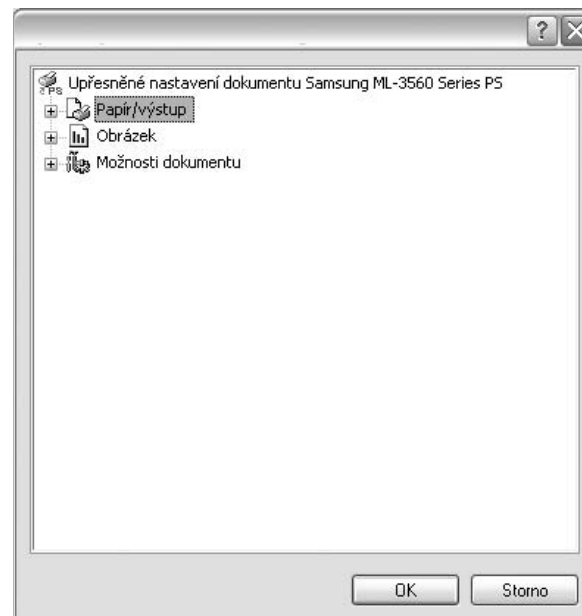 Upřesněné nastavení dokumentu Samsung ML-3560 Series PS
Papír/výstup
Obrázek
Možnosti dokumentu
OK Storno